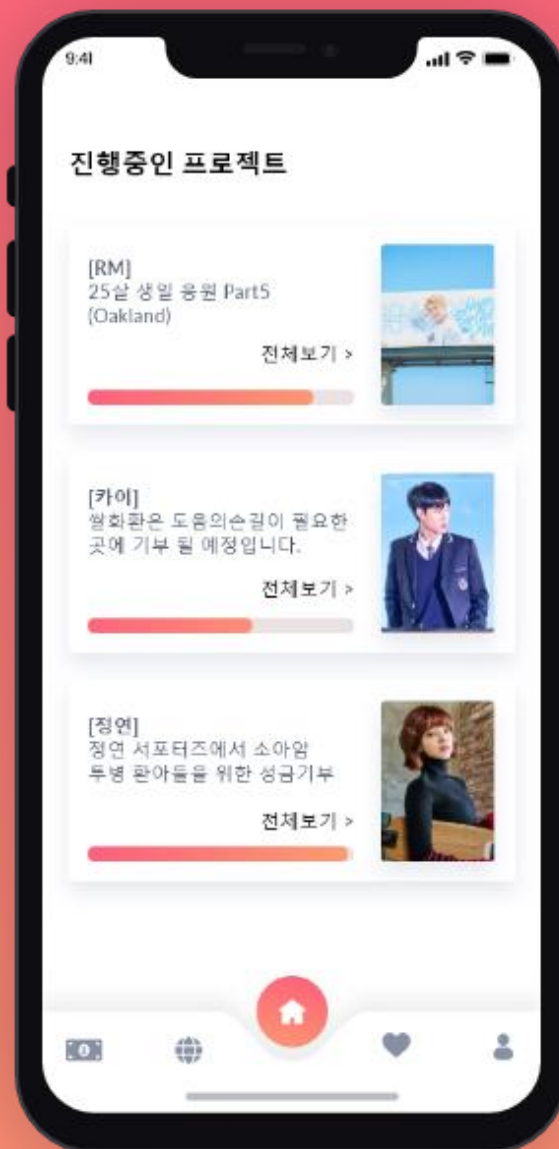 9:41
진행중인 프로젝트
[RM]
25살 생일 응원 Part5
(Oakland)
전체보기 >
[카이]
쌀화환은 도움의손길이 필요한
곳에 기부 될 예정입니다.
전체보기 >
[정연]
정연 서포터즈에서 소아암
투병 환아들을 위한 성금기부
전체보기 >